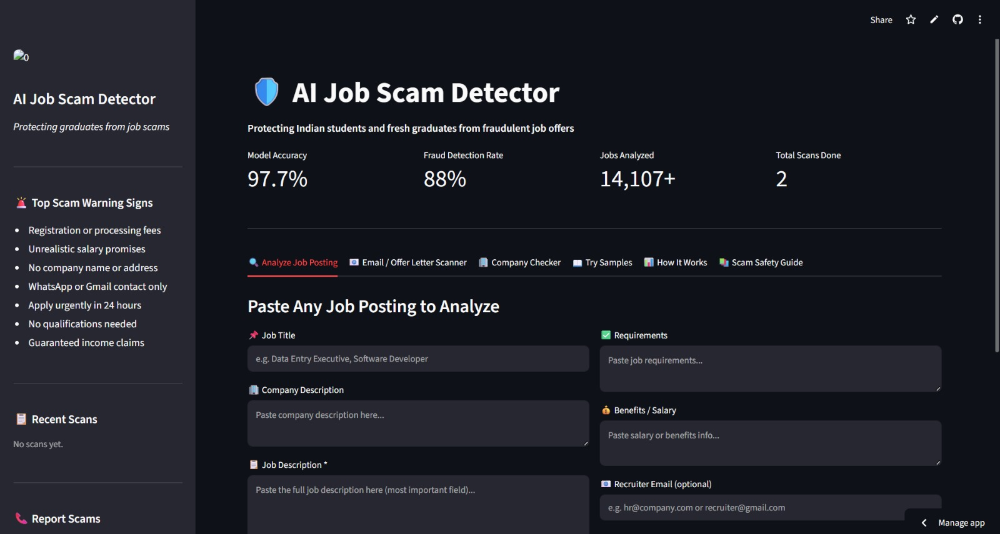 Share
0
AI Job Scam Detector
Protecting graduates from job scams
Top Scam Warning Signs
Registration or processing fees
Unrealistic salary promises
No company name or address
WhatsApp or Gmail contact only
Apply urgently in 24 hours
No qualifications needed
Guaranteed income claims
Recent Scans
No scans yet.
Report Scams
AI Job Scam Detector
Protecting Indian students and fresh graduates from fraudulent job offers
Model Accuracy
97.7%
Fraud Detection Rate
88%
Jobs Analyzed
14,107+
Total Scans Done
2
Analyze Job Posting
Email / Offer Letter Scanner
Company Checker
Try Samples
How It Works
Scam Safety Guide
Paste Any Job Posting to Analyze
Job Title
e.g. Data Entry Executive, Software Developer
Company Description
Paste company description here...
Job Description *
Paste the full job description here (most important field)...
Requirements
Paste job requirements...
Benefits / Salary
Paste salary or benefits info...
Recruiter Email (optional)
e.g. hr@company.com or recruiter@gmail.com
Manage app